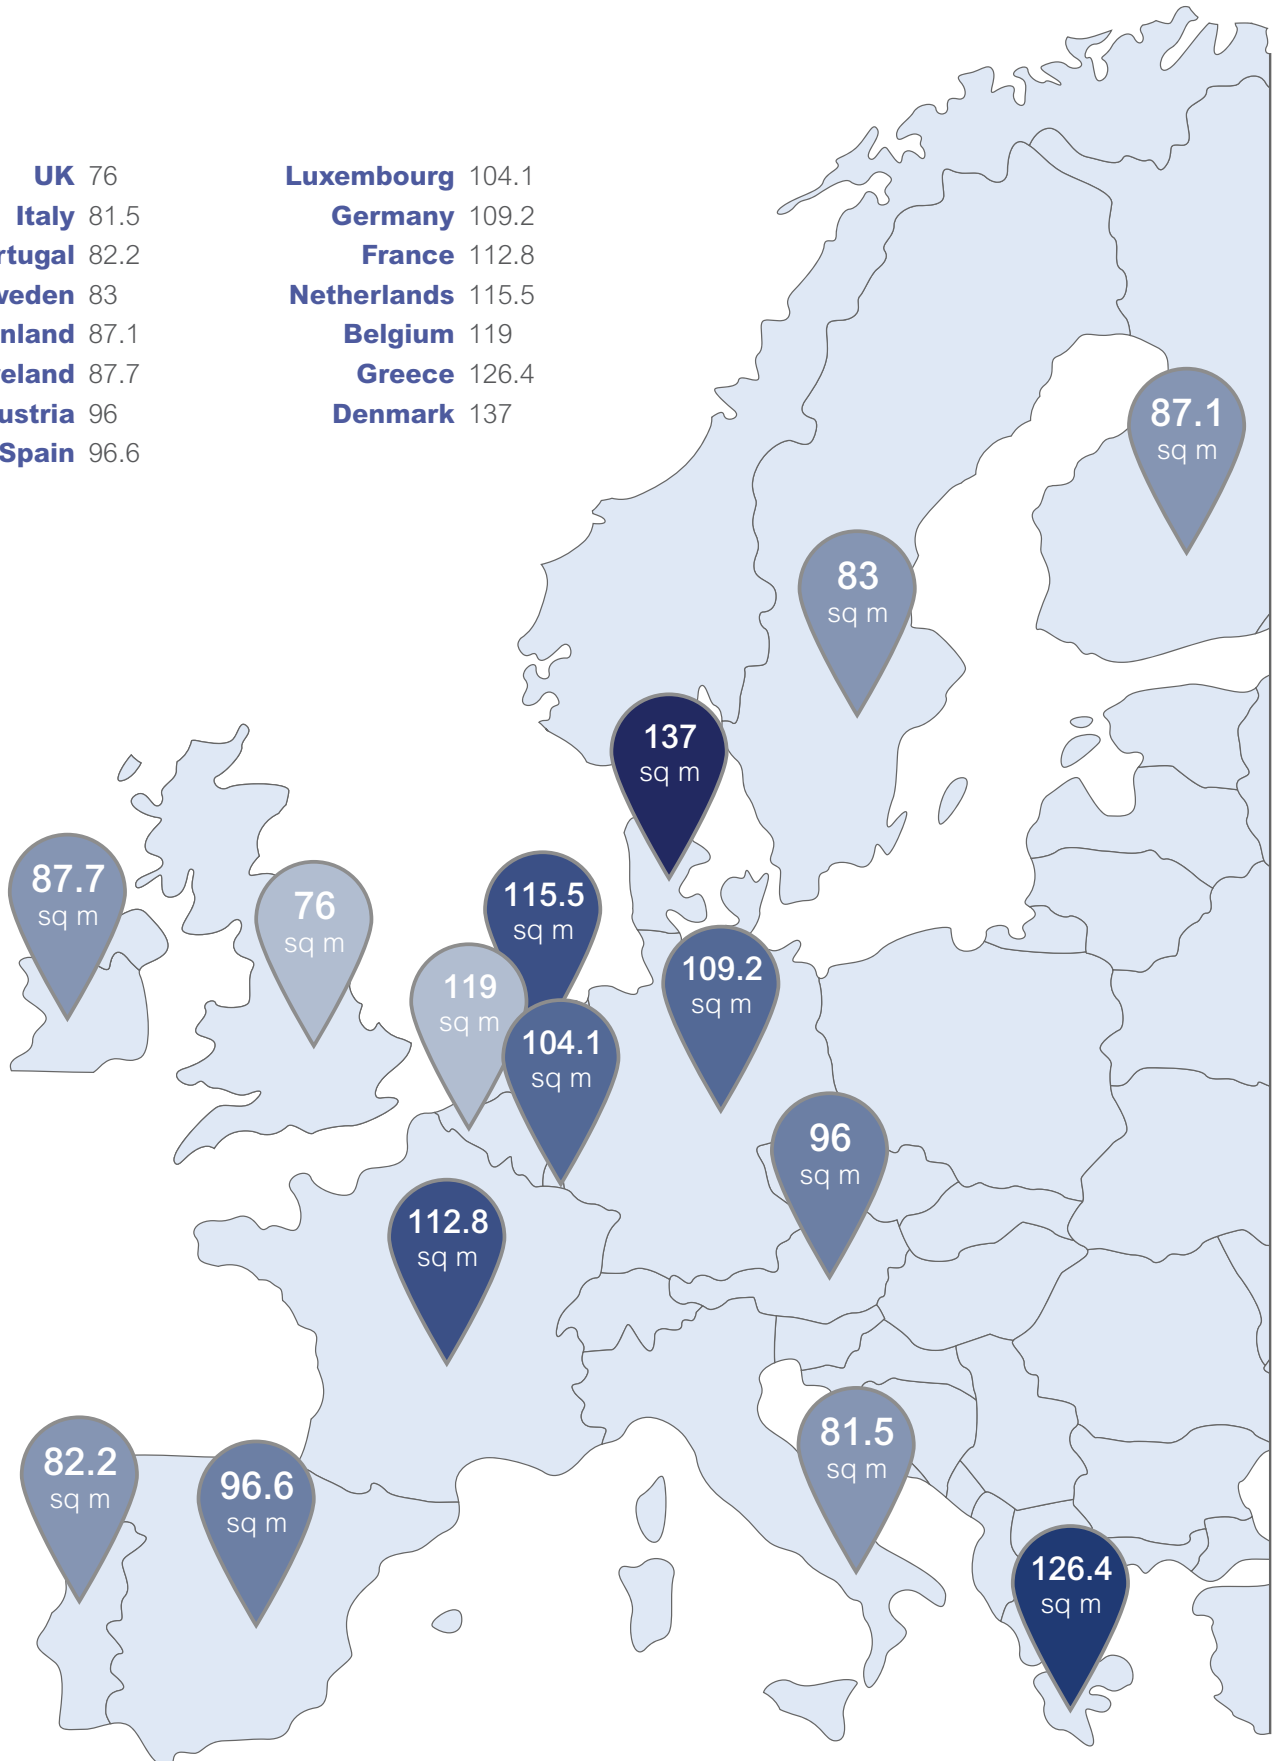 UK 76
Italy 81.5
rtugal 82.2
veden 83
nland 87.1
eland 87.7
ustria 96
Spain 96.6
Luxembourg 104.1
Germany 109.2
France 112.8
Netherlands 115.5
Belgium 119
Greece 126.4
Denmark 137
87.1
sq m
83
sq m
137
sq m
87.7
sq m
76
sq m
115.5
sq m
119
sq m
109.2
sq m
104.1
sq m
96
sq m
112.8
sq m
81.5
sq m
82.2
sq m
96.6
sq m
126.4
sq m